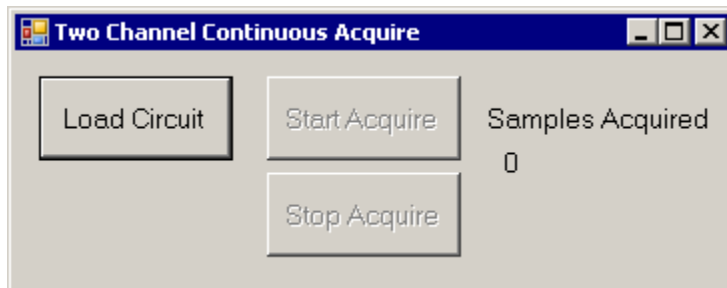 Two Channel Continuous Acquire
Load Circuit
Start Acquire
Samples Acquired
0
Stop Acquire